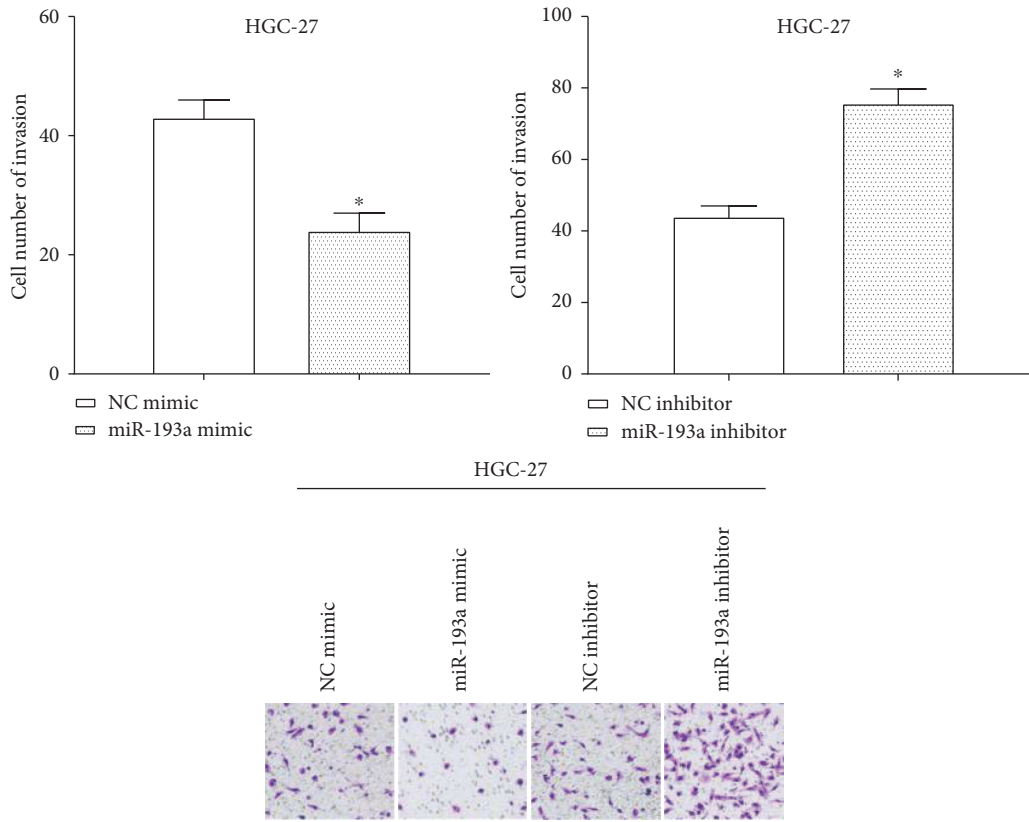 HGC-27
Cell number of invasion
60
40
20
0
*
NC mimic
miR-193a mimic
HGC-27
Cell number of invasion
100
80
60
40
20
0
*
NC inhibitor
miR-193a inhibitor
HGC-27
NC mimic
miR-193a mimic
NC inhibitor
miR-193a inhibitor